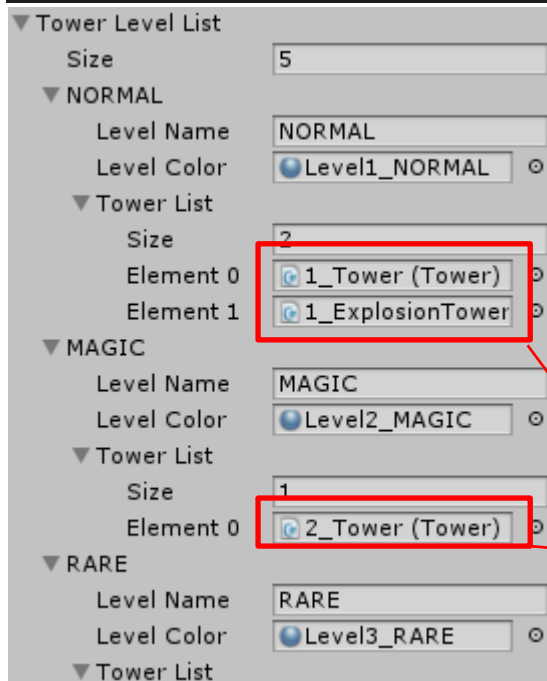 Tower Level List
Size 5
NORMAL
Level Name NORMAL
Level Color Level1_NORMAL
Tower List
Size 2
Element 0 1_Tower (Tower)
Element 1 1_ExplosionTower
MAGIC
Level Name MAGIC
Level Color Level2_MAGIC
Tower List
Size 1
Element 0 2_Tower (Tower)
RARE
Level Name RARE
Level Color Level3_RARE
Tower List